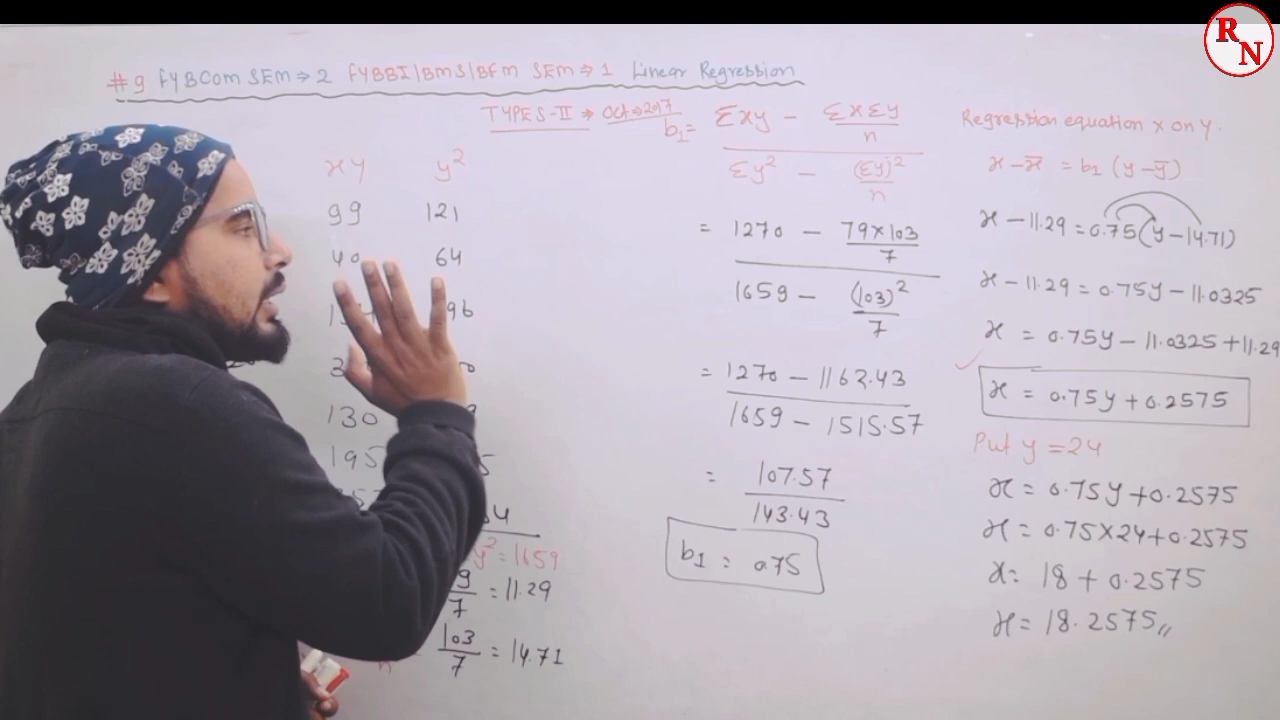 R
N
#9 FYBCom SEM⇒2 FYBBI/BMS/BFM SEM⇒1 Linear Regression
TYPES-II → Oct→2017
xy y²
99 121
40 64
96
130
195
y² = 1659
/7 = 11.29
103/7 = 14.71
n
b₁ = Σxy - ΣxΣy/n
Σy² - (Σy)²/n
= 1270 - 79×103/7
1659 - (103)²/7
= 1270 - 1162.43
1659 - 1515.57
= 107.57
143.43
b₁ = 0.75
Regression equation x on y.
x - x̄ = b₁ (y - ȳ)
x - 11.29 = 0.75(y - 14.71)
x - 11.29 = 0.75y - 11.0325
x = 0.75y - 11.0325 + 11.29
x = 0.75y + 0.2575
Put y = 24
x = 0.75y + 0.2575
x = 0.75×24 + 0.2575
x = 18 + 0.2575
x = 18.2575,,